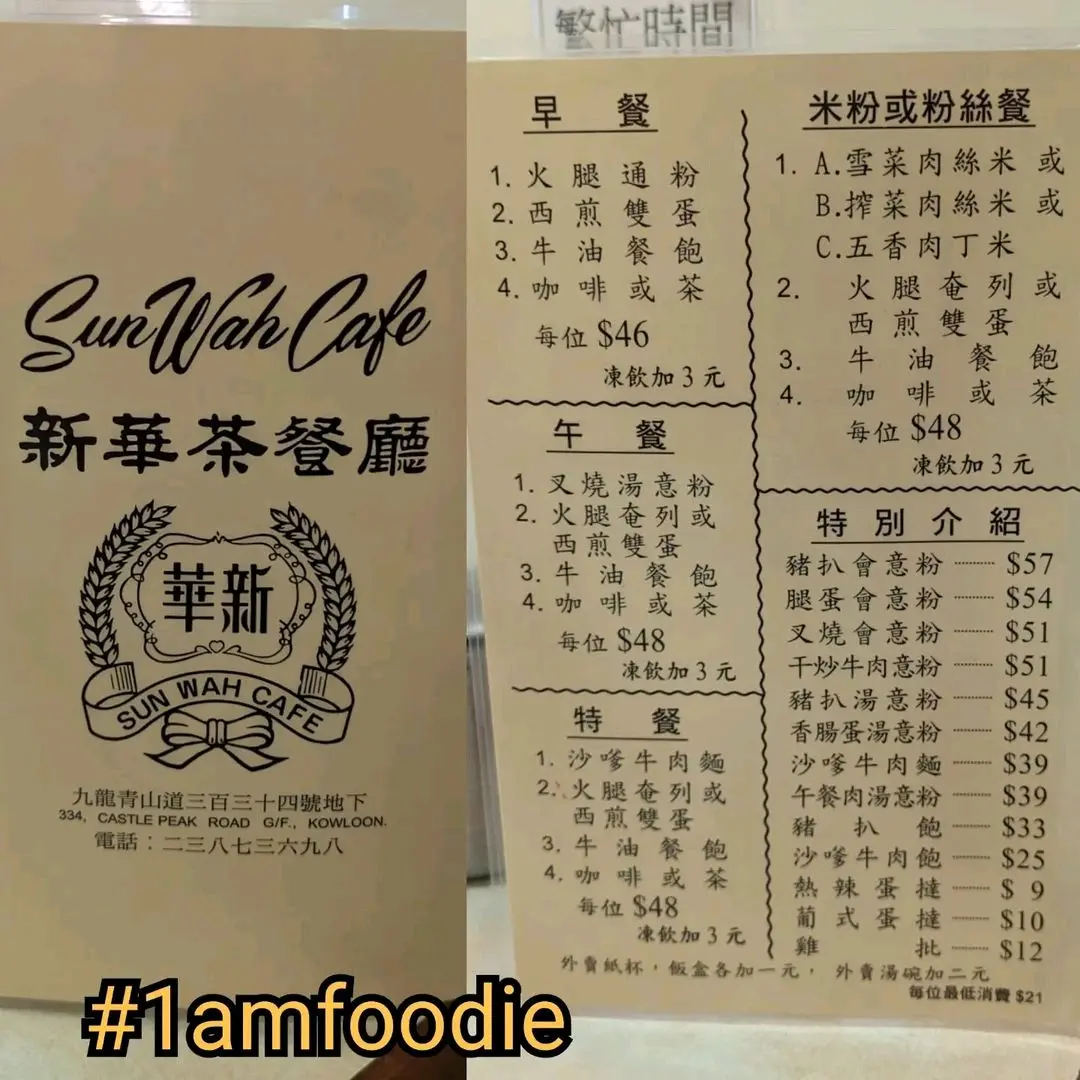 Sun Wah Cafe
新華茶餐廳
華新
SUN WAH CAFE
九龍青山道三百三十四號地下
334, CASTLE PEAK ROAD G/F., KOWLOON.
電話：二三八七三六九八
繁忙時間
早餐
1. 火腿通粉
2. 西煎雙蛋
3. 牛油餐飽
4. 咖啡或茶
每位 $46
凍飲加3元
午餐
1. 叉燒湯意粉
2. 火腿奄列或
西煎雙蛋
3. 牛油餐飽
4. 咖啡或茶
每位 $48
凍飲加3元
特餐
1. 沙嗲牛肉麵
2. 火腿奄列或
西煎雙蛋
3. 牛油餐飽
4. 咖啡或茶
每位 $48
凍飲加3元
米粉或粉絲餐
1. A.雪菜肉絲米或
B.搾菜肉絲米或
C.五香肉丁米
2. 火腿奄列或
西煎雙蛋
3. 牛油餐飽
4. 咖啡或茶
每位 $48
凍飲加3元
特別介紹
豬扒會意粉 ········ $57
腿蛋會意粉 ········ $54
叉燒會意粉 ········ $51
干炒牛肉意粉 ········ $51
豬扒湯意粉 ········ $45
香腸蛋湯意粉 ········ $42
沙嗲牛肉麵 ········ $39
午餐肉湯意粉 ········ $39
豬扒飽 ········ $33
沙嗲牛肉飽 ········ $25
熱辣蛋撻 ········ $ 9
葡式蛋撻 ········ $10
雞批 ········ $12
外賣紙杯，飯盒各加一元， 外賣湯碗加二元
每位最低消費 $21
#1amfoodie